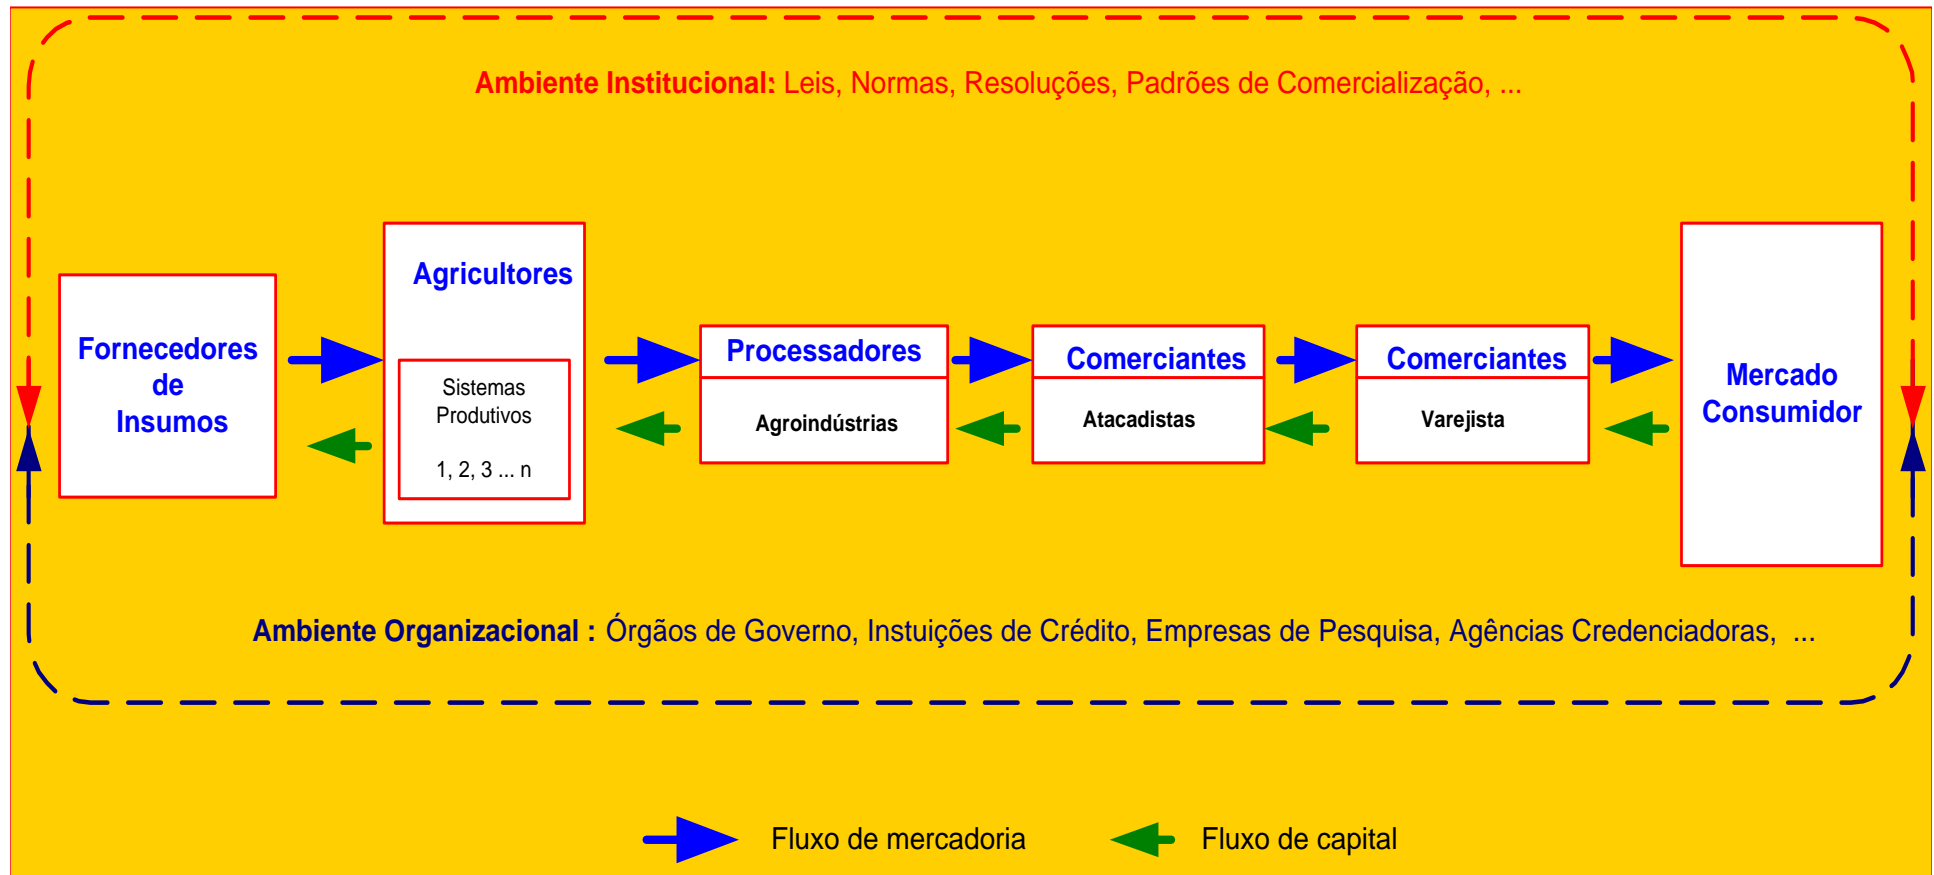 Ambiente Institucional: Leis, Normas, Resoluções, Padrões de Comercialização, ...
Fornecedores
de
Insumos
Agricultores
Sistemas
Produtivos
1, 2, 3 ... n
Processadores
Agroindústrias
Comerciantes
Atacadistas
Comerciantes
Varejista
Mercado
Consumidor
Ambiente Organizacional : Órgãos de Governo, Instuições de Crédito, Empresas de Pesquisa, Agências Credenciadoras, ...
Fluxo de mercadoria
Fluxo de capital